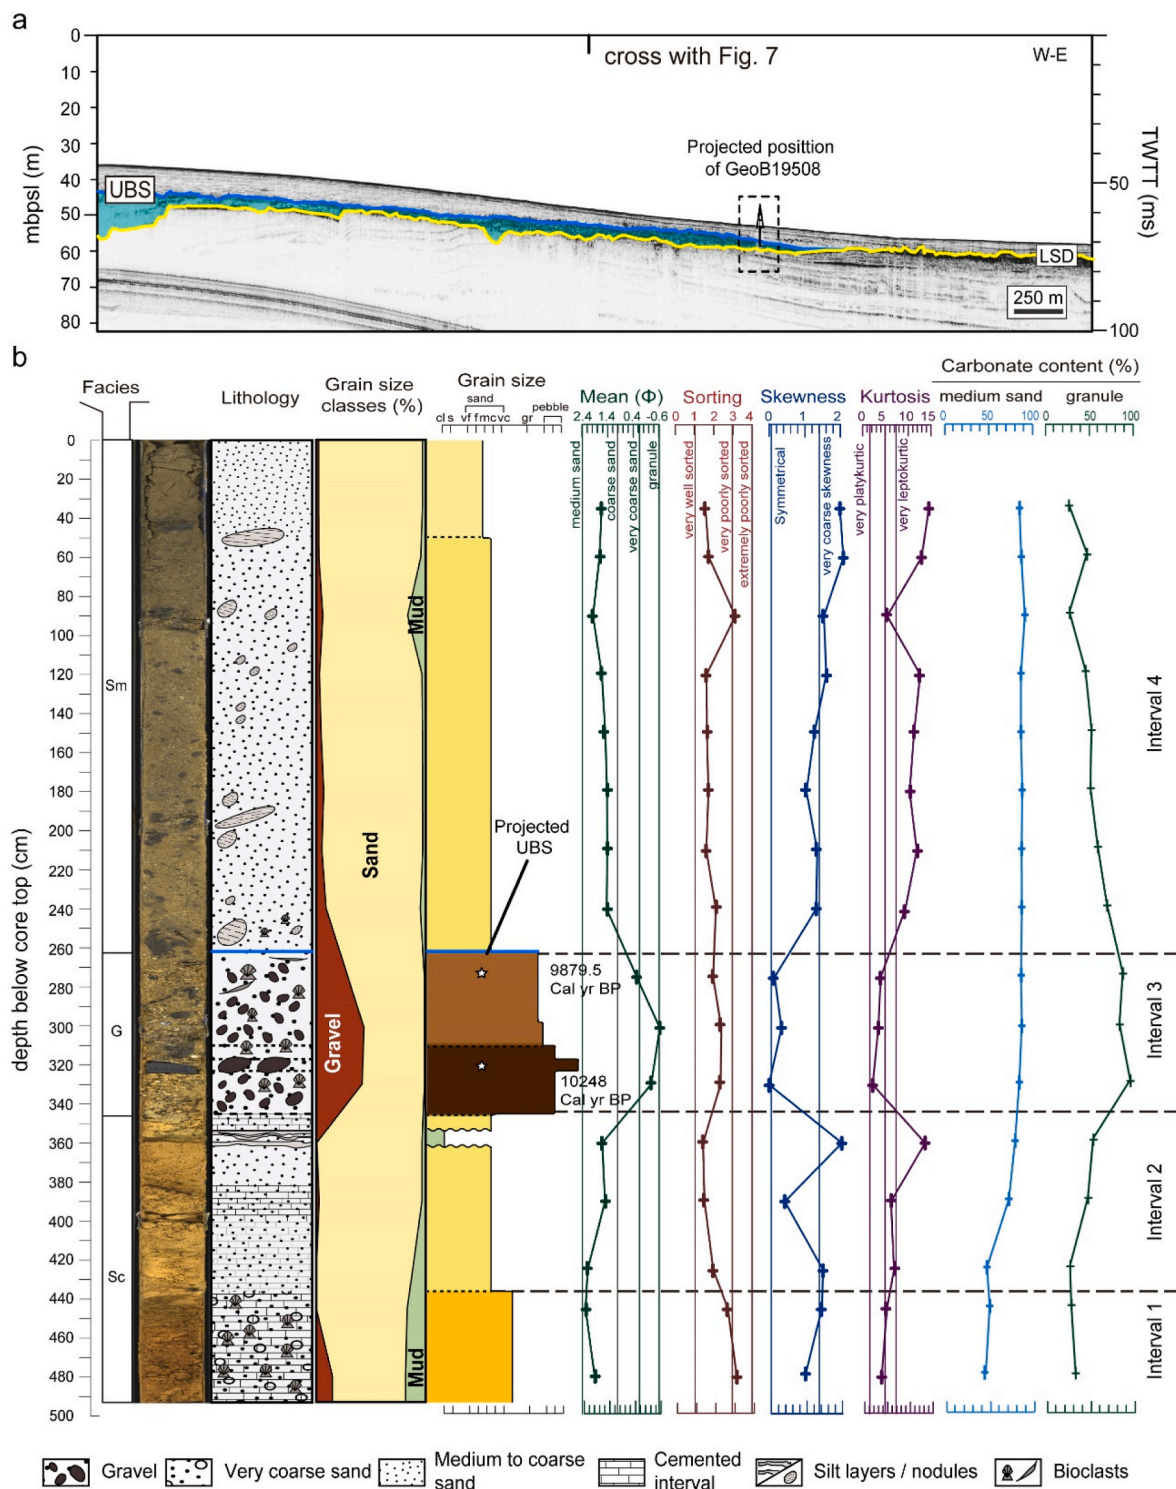 a
cross with Fig. 7
W-E
0
10
20
30
40
50
60
70
80
mbpsl (m)
0
50
100
TWTT (ms)
Projected posittion
of GeoB19508
UBS
LSD
250 m
b
Facies
Lithology
Grain size
classes (%)
Grain size
sand
pebble
cl s vf f m c vc gr
Mean (Φ)
2.4 1.4 0.4 -0.6
Sorting
0 1 2 3 4
Skewness
0 1 2
Kurtosis
0 5 10 15
Carbonate content (%)
medium sand
0 50 100
granule
0 50 100
medium sand
coarse sand
very coarse sand
granule
very well sorted
very poorly sorted
extremely poorly sorted
Symmetrical
very coarse skewness
very platykurtic
very leptokurtic
depth below core top (cm)
0
20
40
60
80
100
120
140
160
180
200
220
240
260
280
300
320
340
360
380
400
420
440
460
480
500
Sm
G
Sc
Mud
Sand
Gravel
Mud
Projected
UBS
9879.5
Cal yr BP
10248
Cal yr BP
Interval 4
Interval 3
Interval 2
Interval 1
Gravel
Very coarse sand
Medium to coarse
sand
Cemented
interval
Silt layers / nodules
Bioclasts